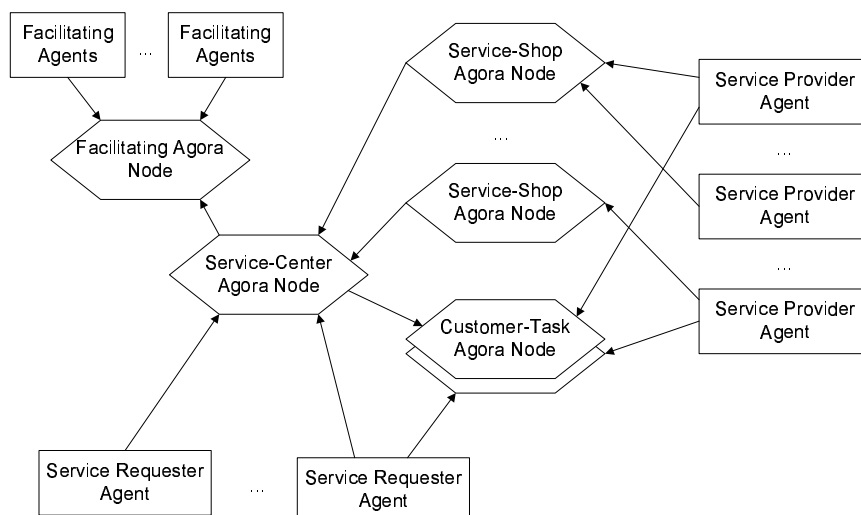 Facilitating
Agents
...
Facilitating
Agents
Service-Shop
Agora Node
Service Provider
Agent
Facilitating Agora
Node
...
...
Service-Shop
Agora Node
Service Provider
Agent
Service-Center
Agora Node
...
Customer-Task
Agora Node
Service Provider
Agent
Service Requester
Agent
...
Service Requester
Agent